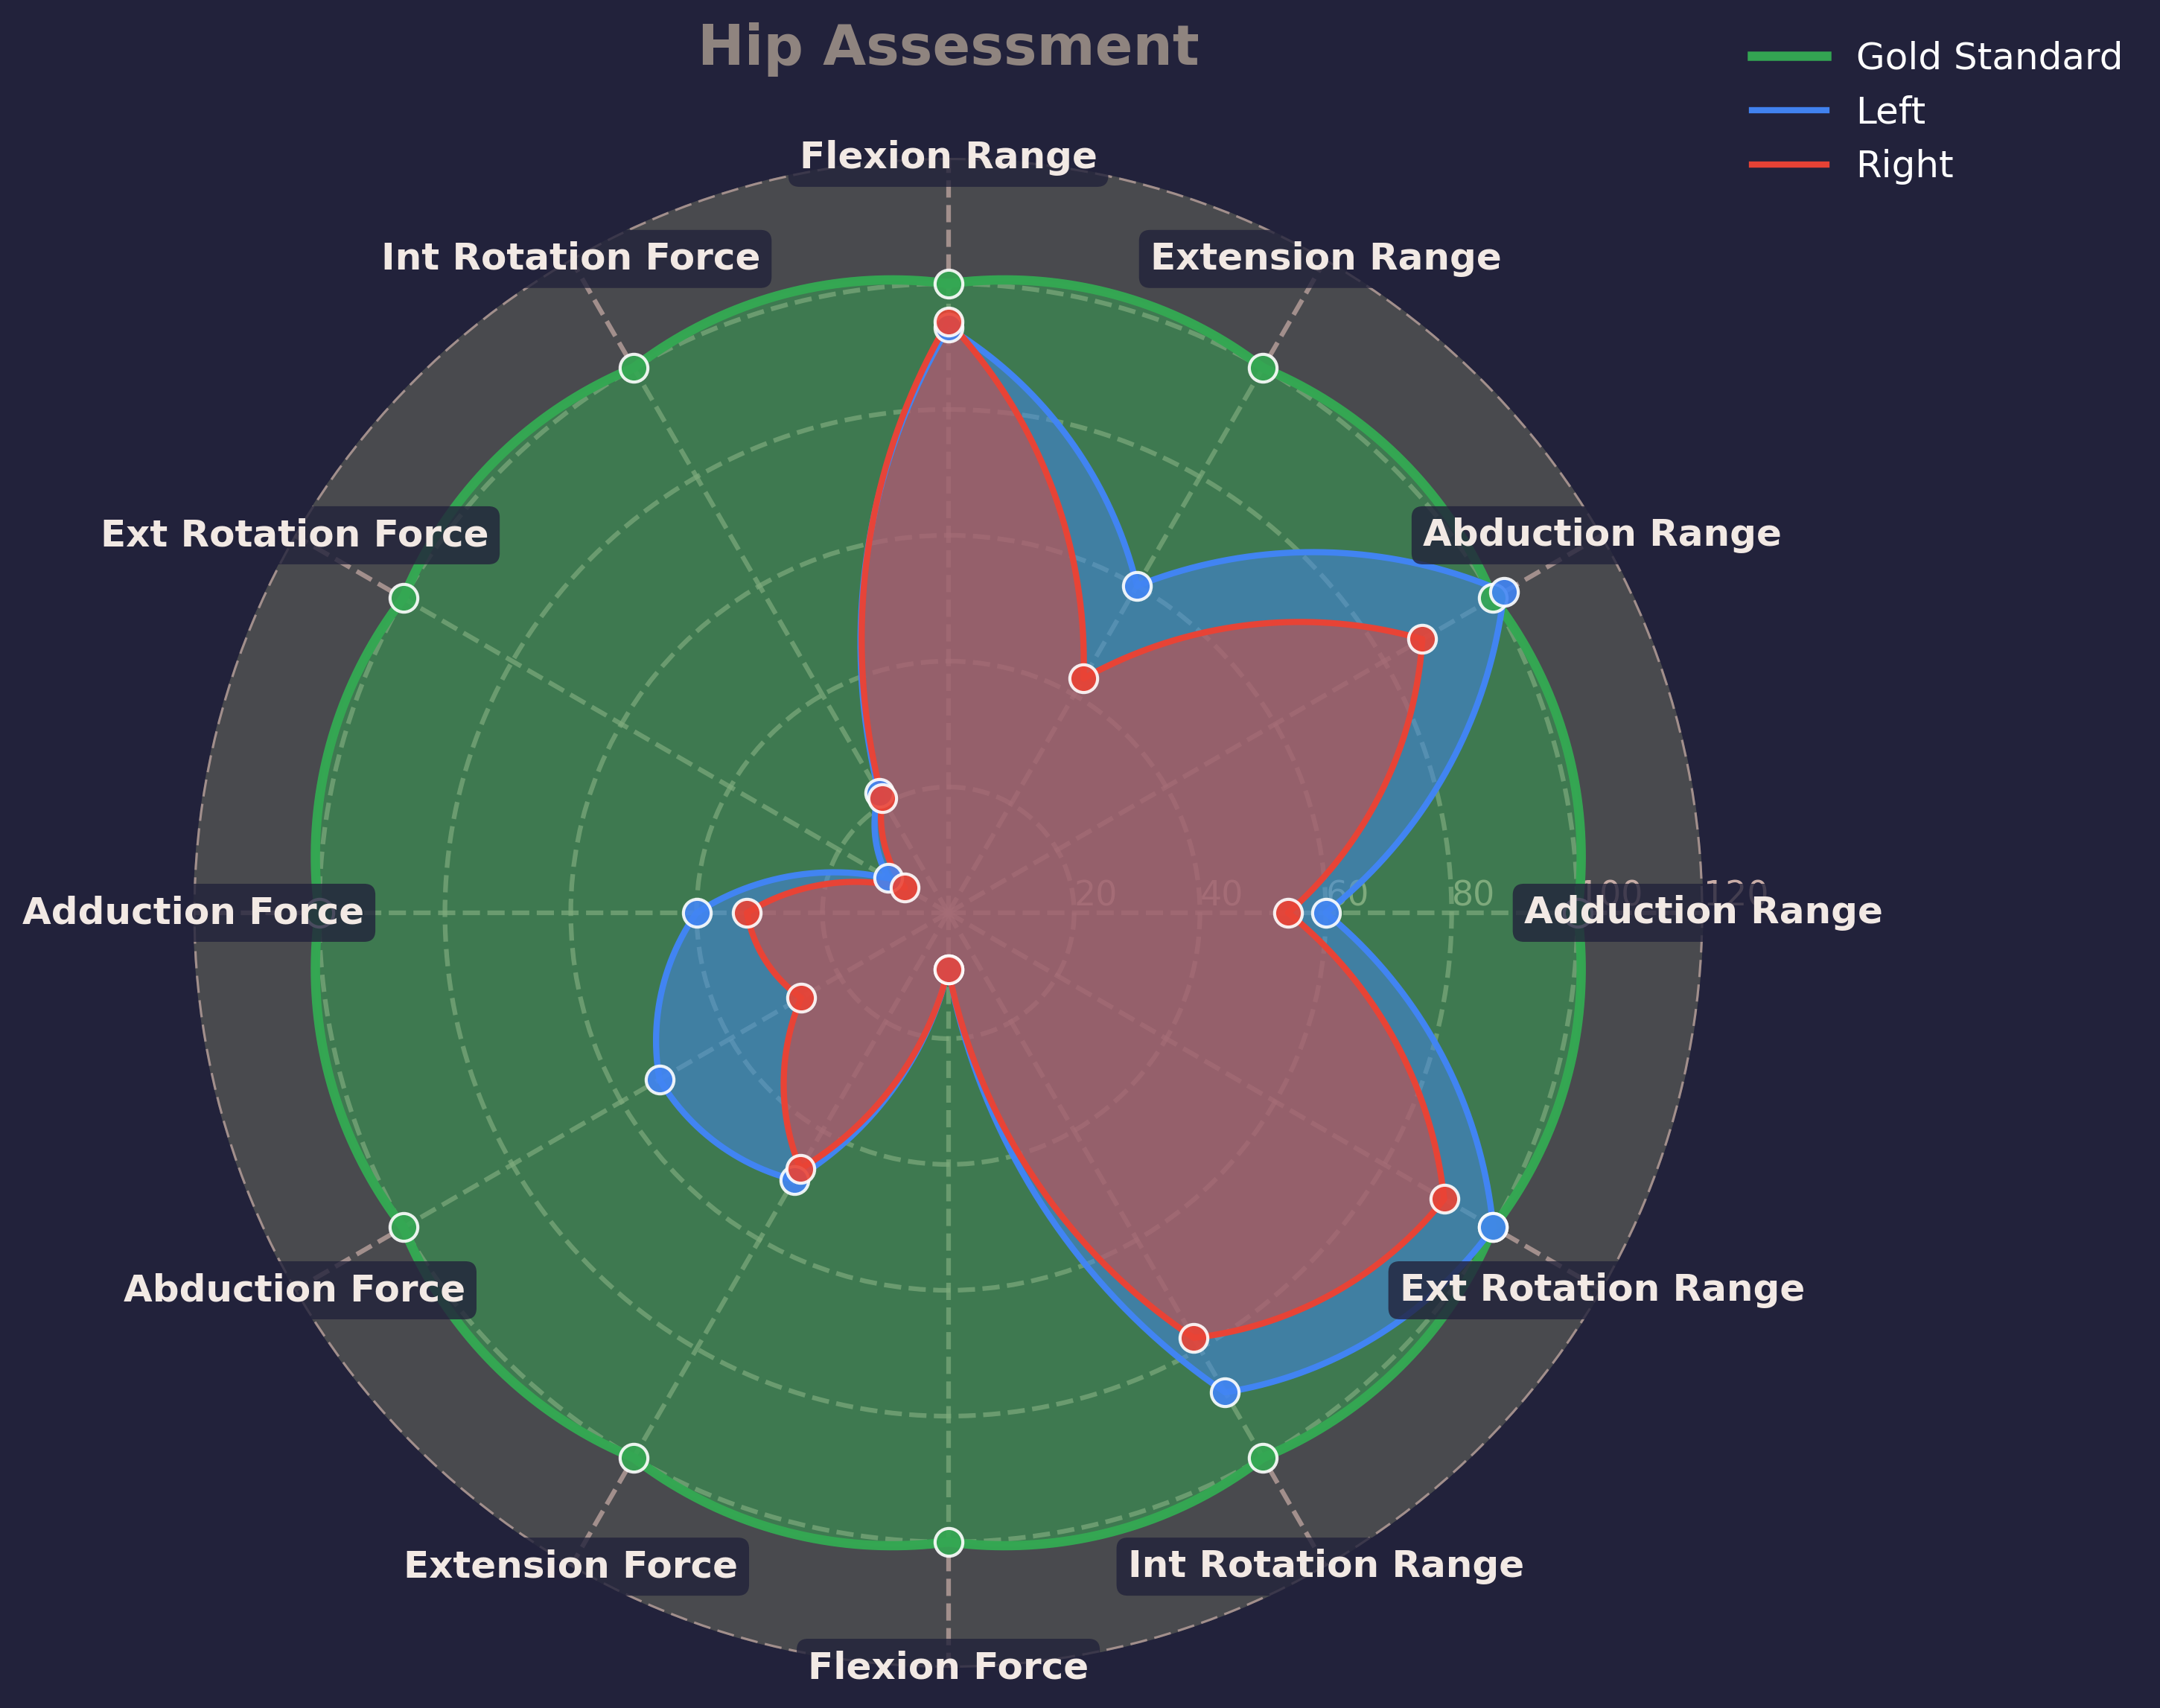 Hip Assessment
Gold Standard
Left
Right
Flexion Range
Int Rotation Force
Extension Range
Ext Rotation Force
Abduction Range
20
40
60
80
100
120
Adduction Force
Adduction Range
Abduction Force
Ext Rotation Range
Extension Force
Int Rotation Range
Flexion Force